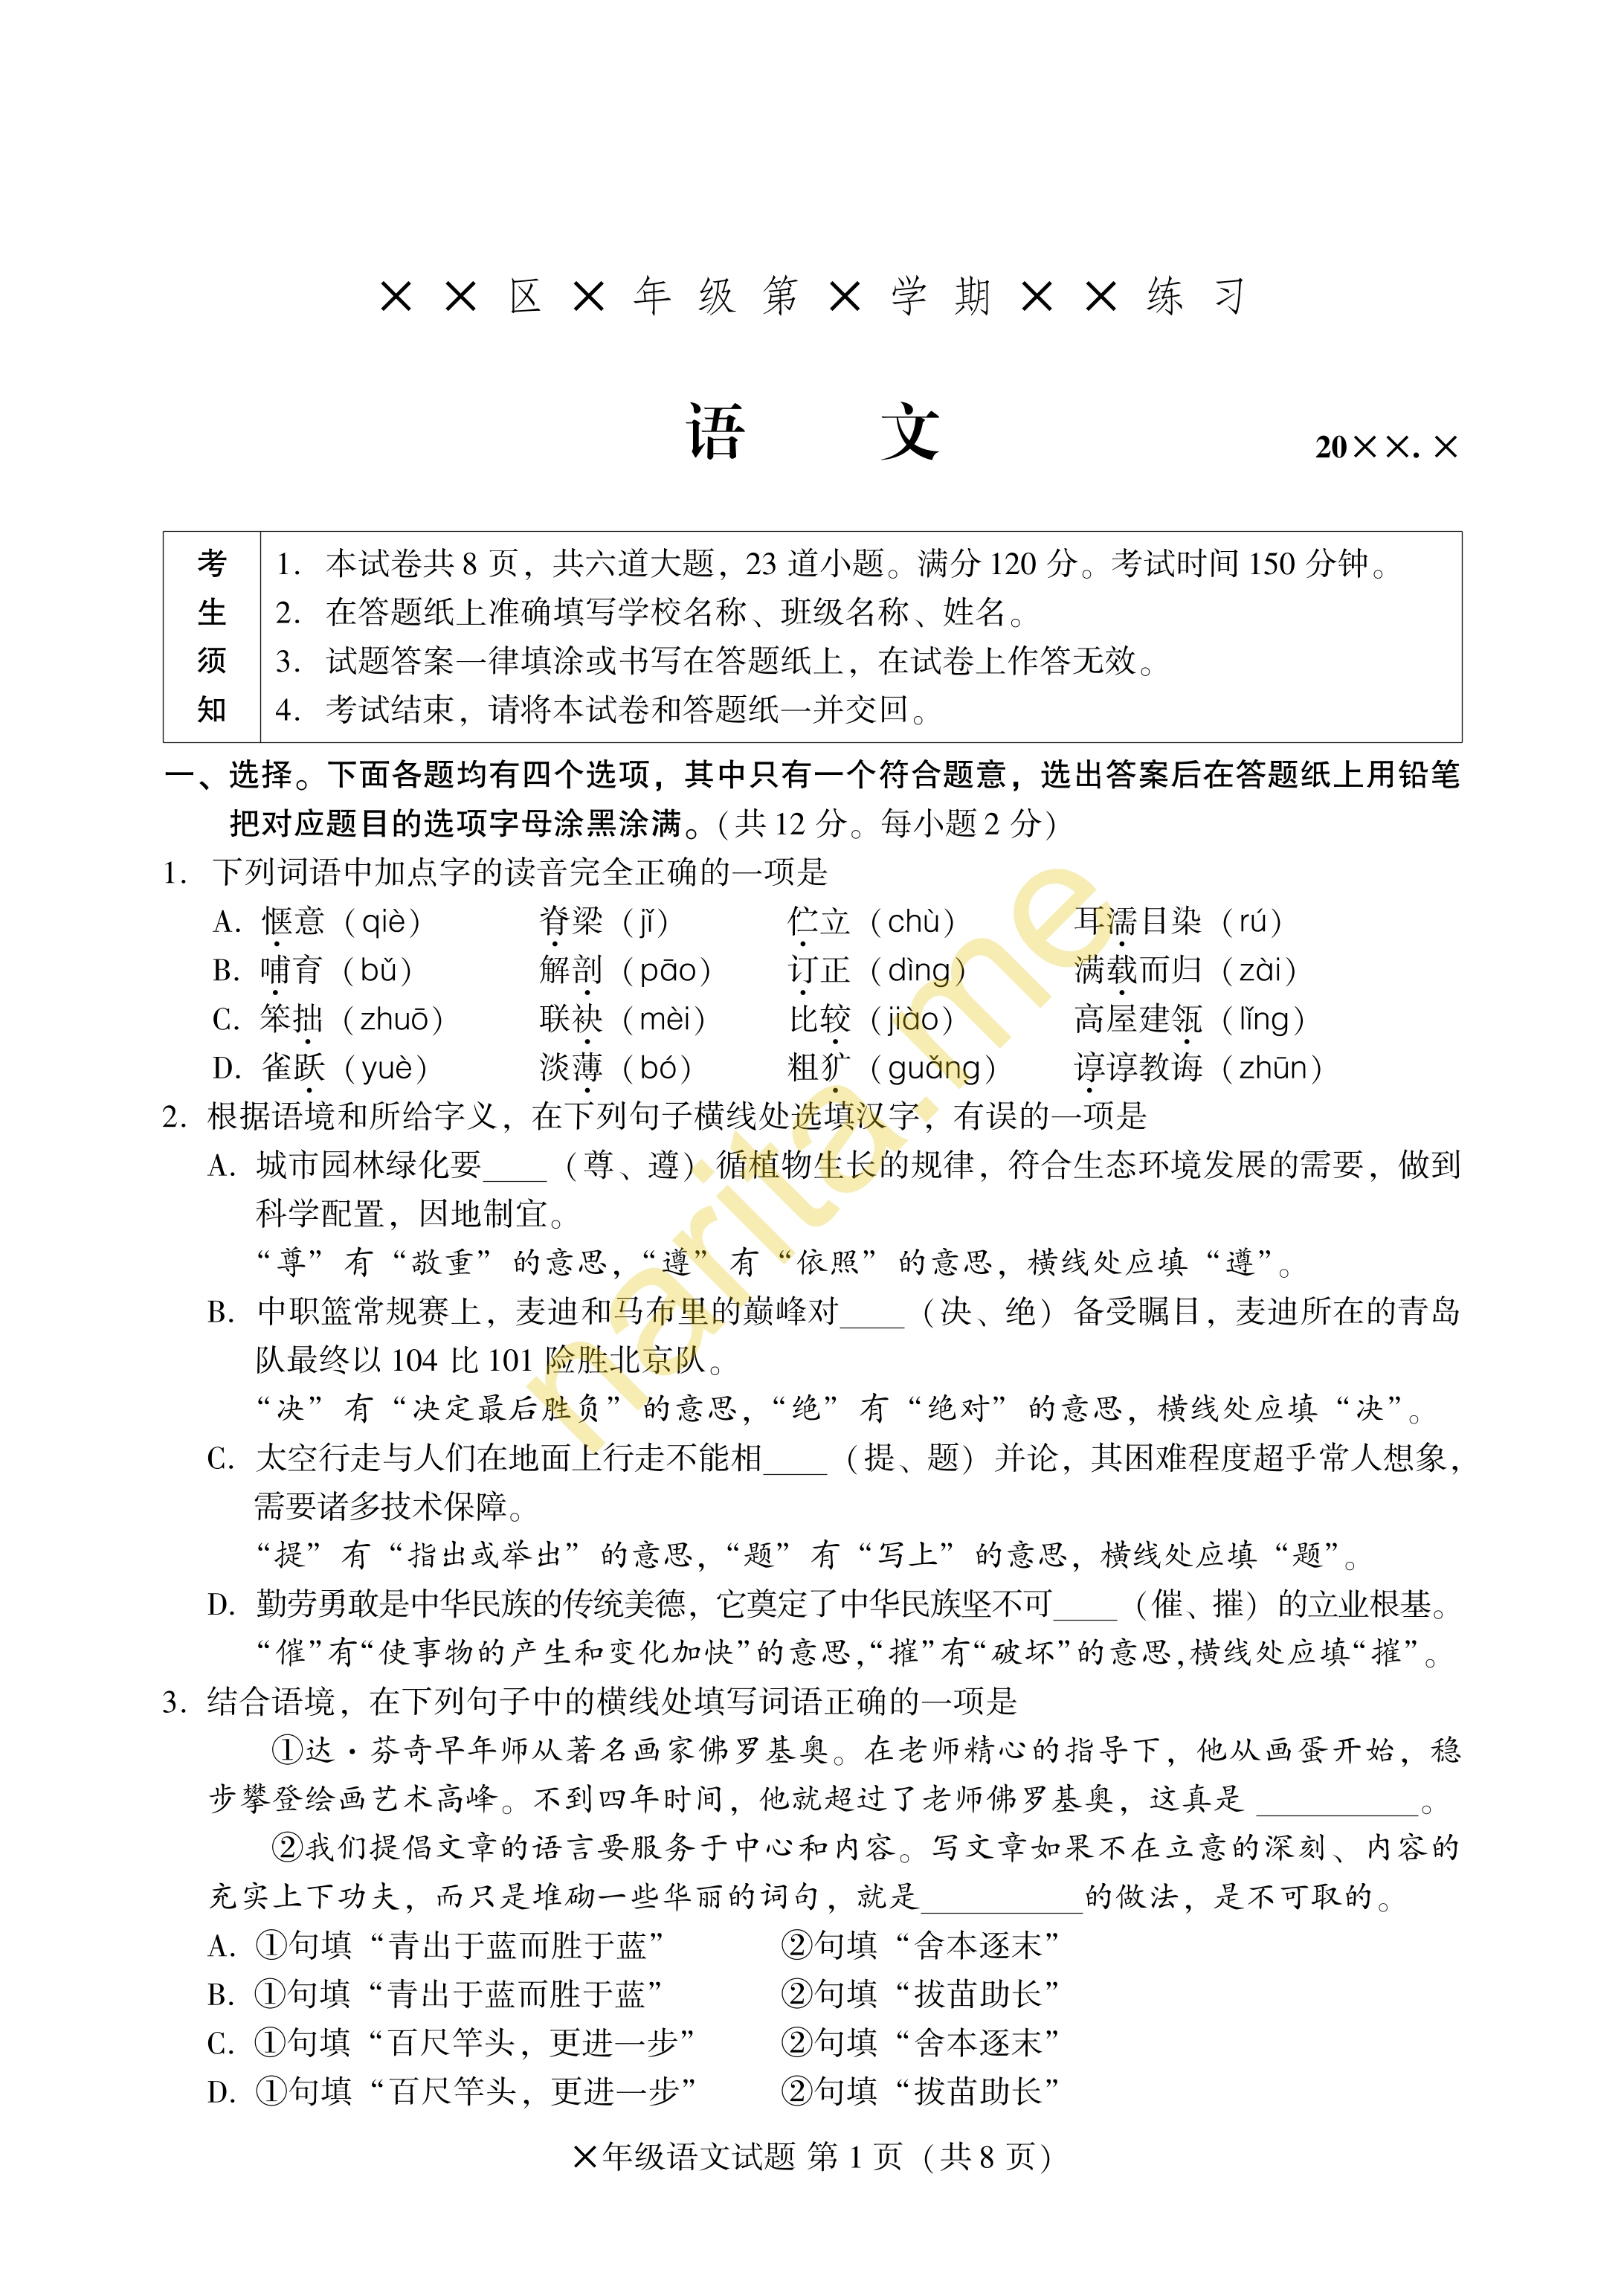 ××区×年级第×学期××练习
语 文
20××.×
考 1. 本试卷共8页，共六道大题，23道小题。满分120分。考试时间150分钟。
生 2. 在答题纸上准确填写学校名称、班级名称、姓名。
须 3. 试题答案一律填涂或书写在答题纸上，在试卷上作答无效。
知 4. 考试结束，请将本试卷和答题纸一并交回。
一、选择。下面各题均有四个选项，其中只有一个符合题意，选出答案后在答题纸上用铅笔
把对应题目的选项字母涂黑涂满。（共12分。每小题2分）
1. 下列词语中加点字的读音完全正确的一项是
A. 惬意（qiè） 脊梁（jǐ） 伫立（chù） 耳濡目染（rú）
B. 哺育（bǔ） 解剖（pāo） 订正（dìng） 满载而归（zài）
C. 笨拙（zhuō） 联袂（mèi） 比较（jiào） 高屋建瓴（lǐng）
D. 雀跃（yuè） 淡薄（bó） 粗犷（guǎng） 谆谆教诲（zhūn）
2. 根据语境和所给字义，在下列句子横线处选填汉字，有误的一项是
A. 城市园林绿化要____（尊、遵）循植物生长的规律，符合生态环境发展的需要，做到
科学配置，因地制宜。
“尊”有“敬重”的意思，“遵”有“依照”的意思，横线处应填“遵”。
B. 中职篮常规赛上，麦迪和马布里的巅峰对____（决、绝）备受瞩目，麦迪所在的青岛
队最终以104比101险胜北京队。
“决”有“决定最后胜负”的意思，“绝”有“绝对”的意思，横线处应填“决”。
C. 太空行走与人们在地面上行走不能相____（提、题）并论，其困难程度超乎常人想象，
需要诸多技术保障。
“提”有“指出或举出”的意思，“题”有“写上”的意思，横线处应填“题”。
D. 勤劳勇敢是中华民族的传统美德，它奠定了中华民族坚不可____（催、摧）的立业根基。
“催”有“使事物的产生和变化加快”的意思，“摧”有“破坏”的意思，横线处应填“摧”。
3. 结合语境，在下列句子中的横线处填写词语正确的一项是
①达·芬奇早年师从著名画家佛罗基奥。在老师精心的指导下，他从画蛋开始，稳
步攀登绘画艺术高峰。不到四年时间，他就超过了老师佛罗基奥，这真是__________。
②我们提倡文章的语言要服务于中心和内容。写文章如果不在立意的深刻、内容的
充实上下功夫，而只是堆砌一些华丽的词句，就是__________的做法，是不可取的。
A. ①句填“青出于蓝而胜于蓝” ②句填“舍本逐末”
B. ①句填“青出于蓝而胜于蓝” ②句填“拔苗助长”
C. ①句填“百尺竿头，更进一步” ②句填“舍本逐末”
D. ①句填“百尺竿头，更进一步” ②句填“拔苗助长”
×年级语文试题 第1页（共8页）
narita.me